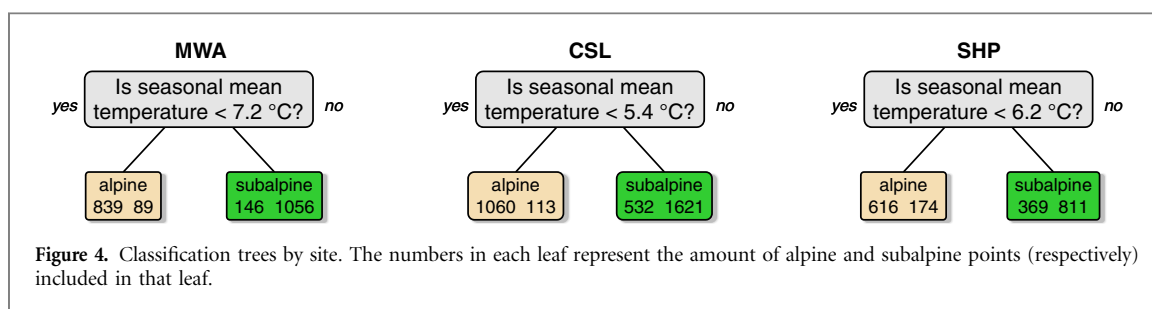 MWA
Is seasonal mean
temperature < 7.2 °C?
yes
no
alpine
839 89
subalpine
146 1056
CSL
Is seasonal mean
temperature < 5.4 °C?
yes
no
alpine
1060 113
subalpine
532 1621
SHP
Is seasonal mean
temperature < 6.2 °C?
yes
no
alpine
616 174
subalpine
369 811
Figure 4. Classification trees by site. The numbers in each leaf represent the amount of alpine and subalpine points (respectively)
included in that leaf.